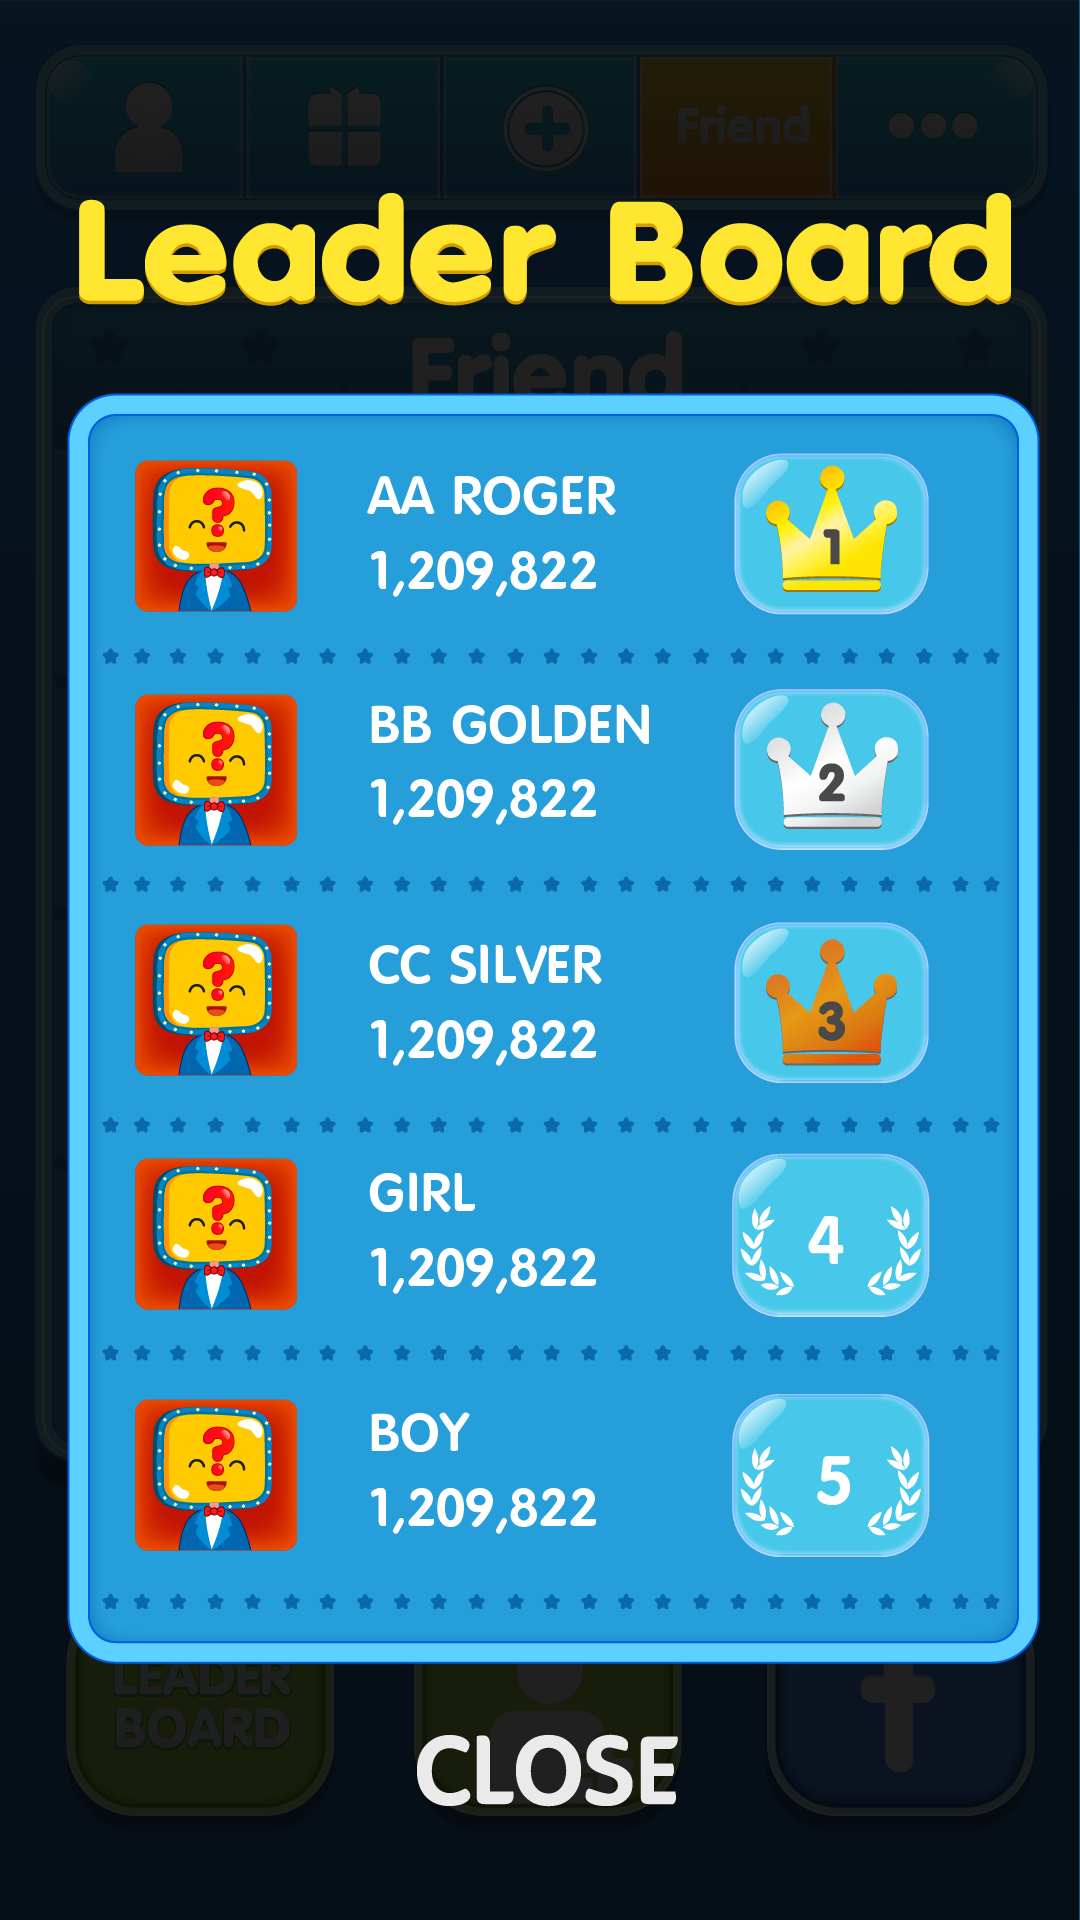 Friend
Leader Board
Friend
AA ROGER
1,209,822
1
BB GOLDEN
1,209,822
2
CC SILVER
1,209,822
3
GIRL
1,209,822
4
BOY
1,209,822
5
LEADER
BOARD
CLOSE